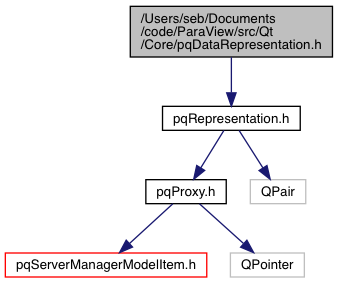 /Users/seb/Documents
/code/ParaView/src/Qt
/Core/pqDataRepresentation.h
pqRepresentation.h
pqProxy.h
QPair
pqServerManagerModelItem.h
QPointer